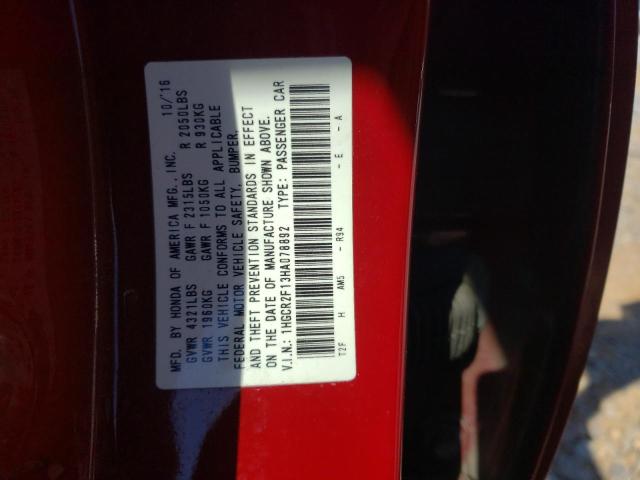 MFD. BY HONDA OF AMERICA MFG., INC. 10/'16
GVWR 4321LBS GAWR F 2315LBS R 2050LBS
GVWR 1960KG GAWR F 1050KG R 930KG
THIS VEHICLE CONFORMS TO ALL APPLICABLE
FEDERAL MOTOR VEHICLE SAFETY, BUMPER,
AND THEFT PREVENTION STANDARDS IN EFFECT
ON THE DATE OF MANUFACTURE SHOWN ABOVE.
V.I.N.: 1HGCR2F13HA078892 TYPE: PASSENGER CAR
T2F H AM5 - R94 - E - A